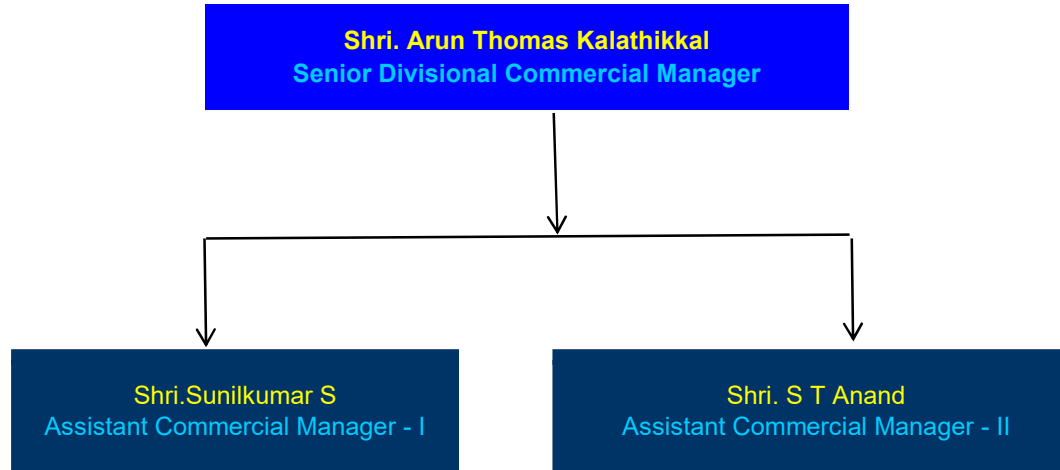 Shri. Arun Thomas Kalathikkal
Senior Divisional Commercial Manager
Shri.Sunilkumar S
Assistant Commercial Manager - I
Shri. S T Anand
Assistant Commercial Manager - II